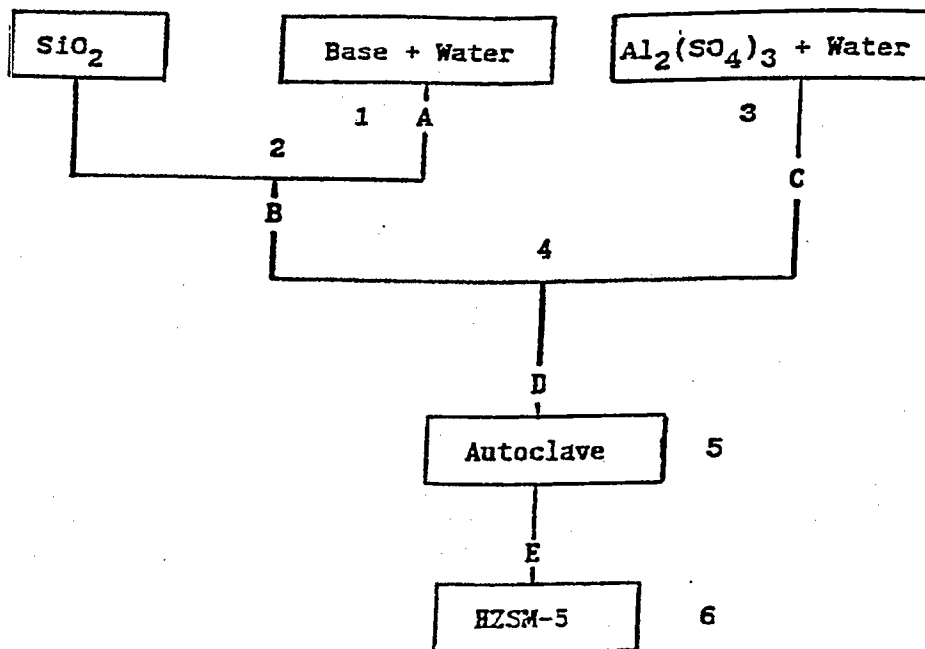 SiO2
Base + Water
Al2(SO4)3 + Water
1
A
3
2
C
B
4
D
Autoclave
5
E
HZSM-5
6